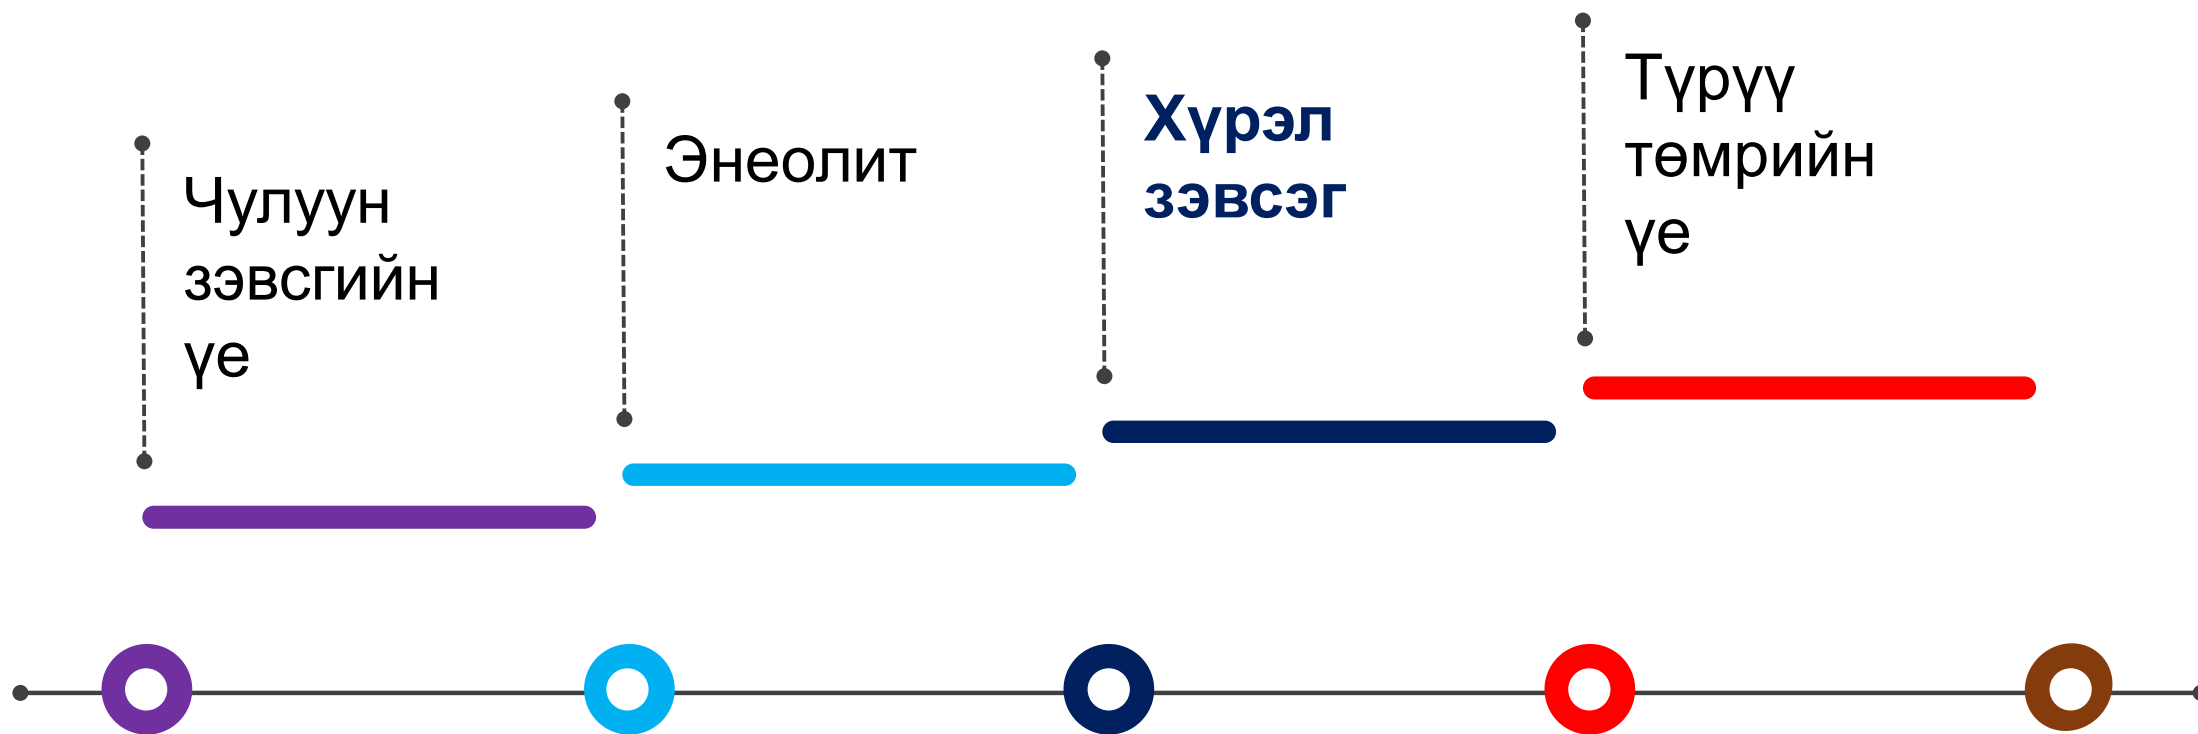 Чулуун
зэвсгийн
үе
Энеолит
Хүрэл
зэвсэг
Түрүү
төмрийн
үе